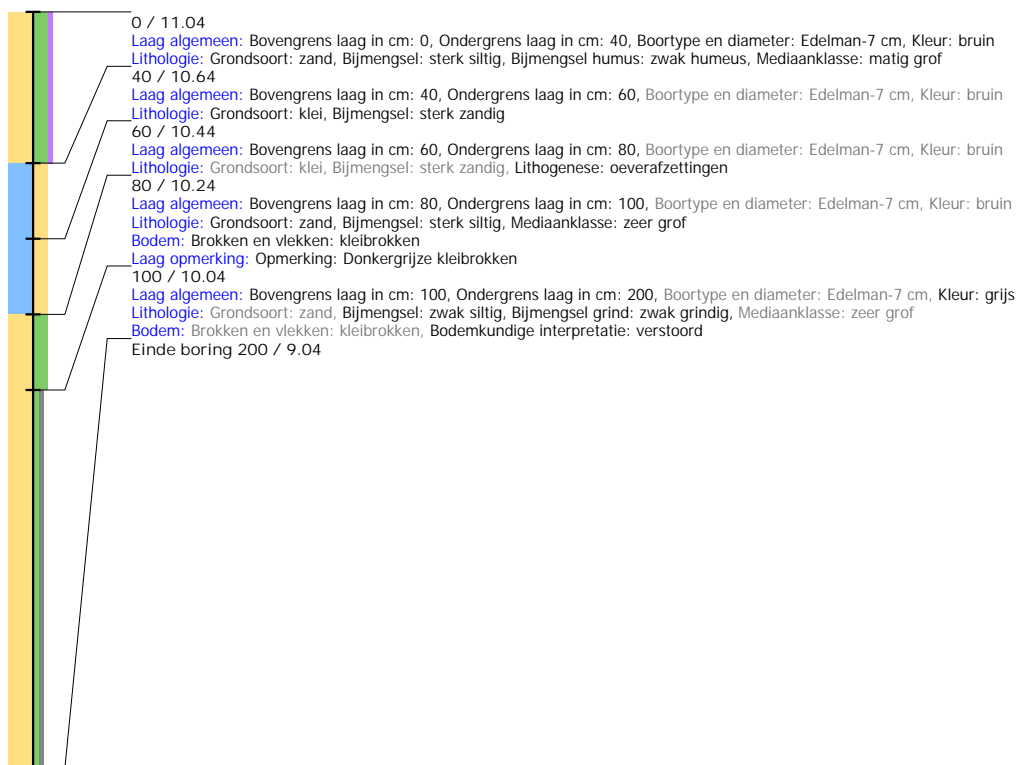 0 / 11.04
Laag algemeen: Bovengrens laag in cm: 0, Ondergrens laag in cm: 40, Boortype en diameter: Edelman-7 cm, Kleur: bruin
Lithologie: Grondsoort: zand, Bijmengsel: sterk siltig, Bijmengsel humus: zwak humeus, Mediaanklasse: matig grof
40 / 10.64
Laag algemeen: Bovengrens laag in cm: 40, Ondergrens laag in cm: 60, Boortype en diameter: Edelman-7 cm, Kleur: bruin
Lithologie: Grondsoort: klei, Bijmengsel: sterk zandig
60 / 10.44
Laag algemeen: Bovengrens laag in cm: 60, Ondergrens laag in cm: 80, Boortype en diameter: Edelman-7 cm, Kleur: bruin
Lithologie: Grondsoort: klei, Bijmengsel: sterk zandig, Lithogenese: oeverafzettingen
80 / 10.24
Laag algemeen: Bovengrens laag in cm: 80, Ondergrens laag in cm: 100, Boortype en diameter: Edelman-7 cm, Kleur: bruin
Lithologie: Grondsoort: zand, Bijmengsel: sterk siltig, Mediaanklasse: zeer grof
Bodem: Brokken en vlekken: kleibrokken
Laag opmerking: Opmerking: Donkergrijze kleibrokken
100 / 10.04
Laag algemeen: Bovengrens laag in cm: 100, Ondergrens laag in cm: 200, Boortype en diameter: Edelman-7 cm, Kleur: grijs
Lithologie: Grondsoort: zand, Bijmengsel: zwak siltig, Bijmengsel grind: zwak grindig, Mediaanklasse: zeer grof
Bodem: Brokken en vlekken: kleibrokken, Bodemkundige interpretatie: verstoord
Einde boring 200 / 9.04